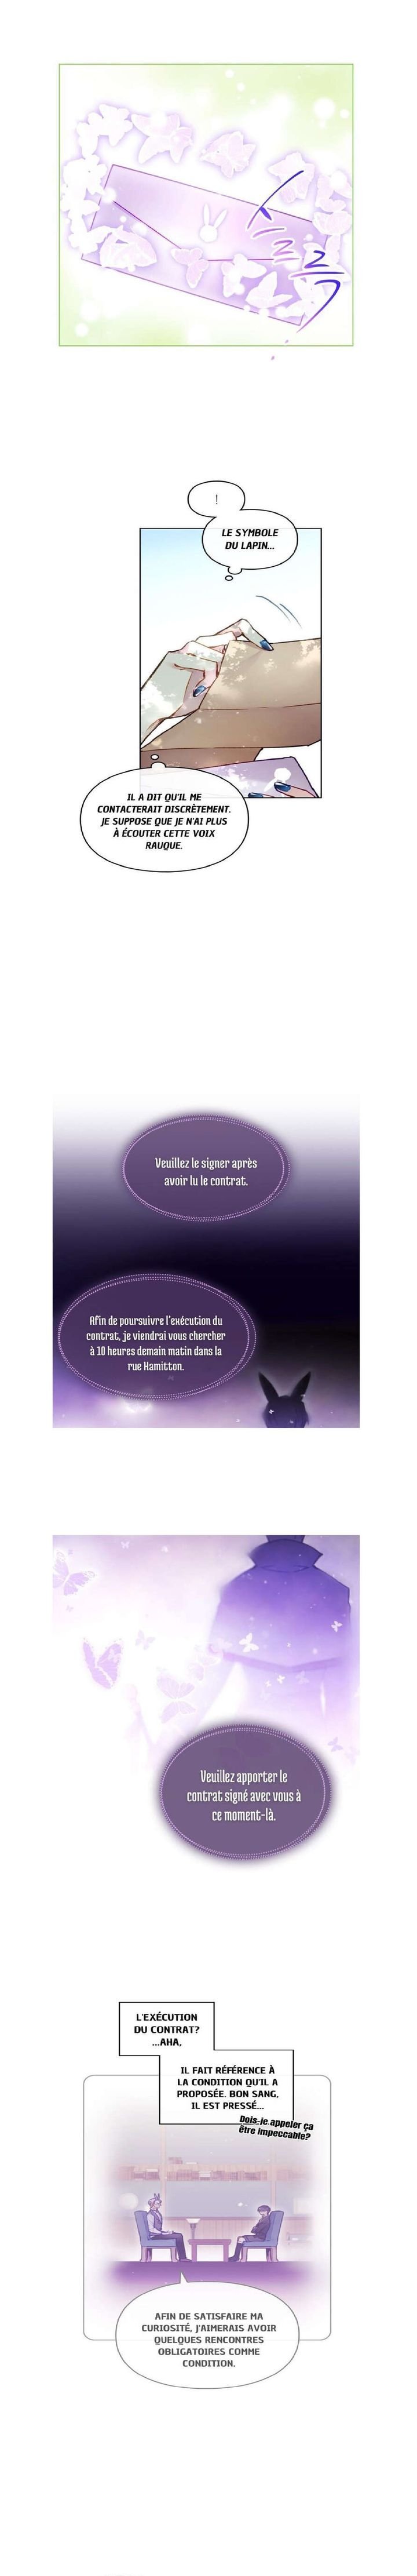 !
LE SYMBOLE
DU LAPIN...
IL A DIT QU'IL ME
CONTACTERAIT DISCRÈTEMENT.
JE SUPPOSE QUE JE N'AI PLUS
À ÉCOUTER CETTE VOIX
RAUQUE.
Veuillez le signer après
avoir lu le contrat.
Afin de poursuivre l'exécution du
contrat, je viendrai vous chercher
à 10 heures demain matin dans la
rue Hamitton.
Veuillez apporter le
contrat signé avec vous à
ce moment-là.
L'EXÉCUTION
DU CONTRAT?
...AHA,
IL FAIT RÉFÉRENCE À
LA CONDITION QU'IL A
PROPOSÉE. BON SANG,
IL EST PRESSÉ...
Dois-je appeler ça
être impeccable?
AFIN DE SATISFAIRE MA
CURIOSITÉ, J'AIMERAIS AVOIR
QUELQUES RENCONTRES
OBLIGATOIRES COMME
CONDITION.